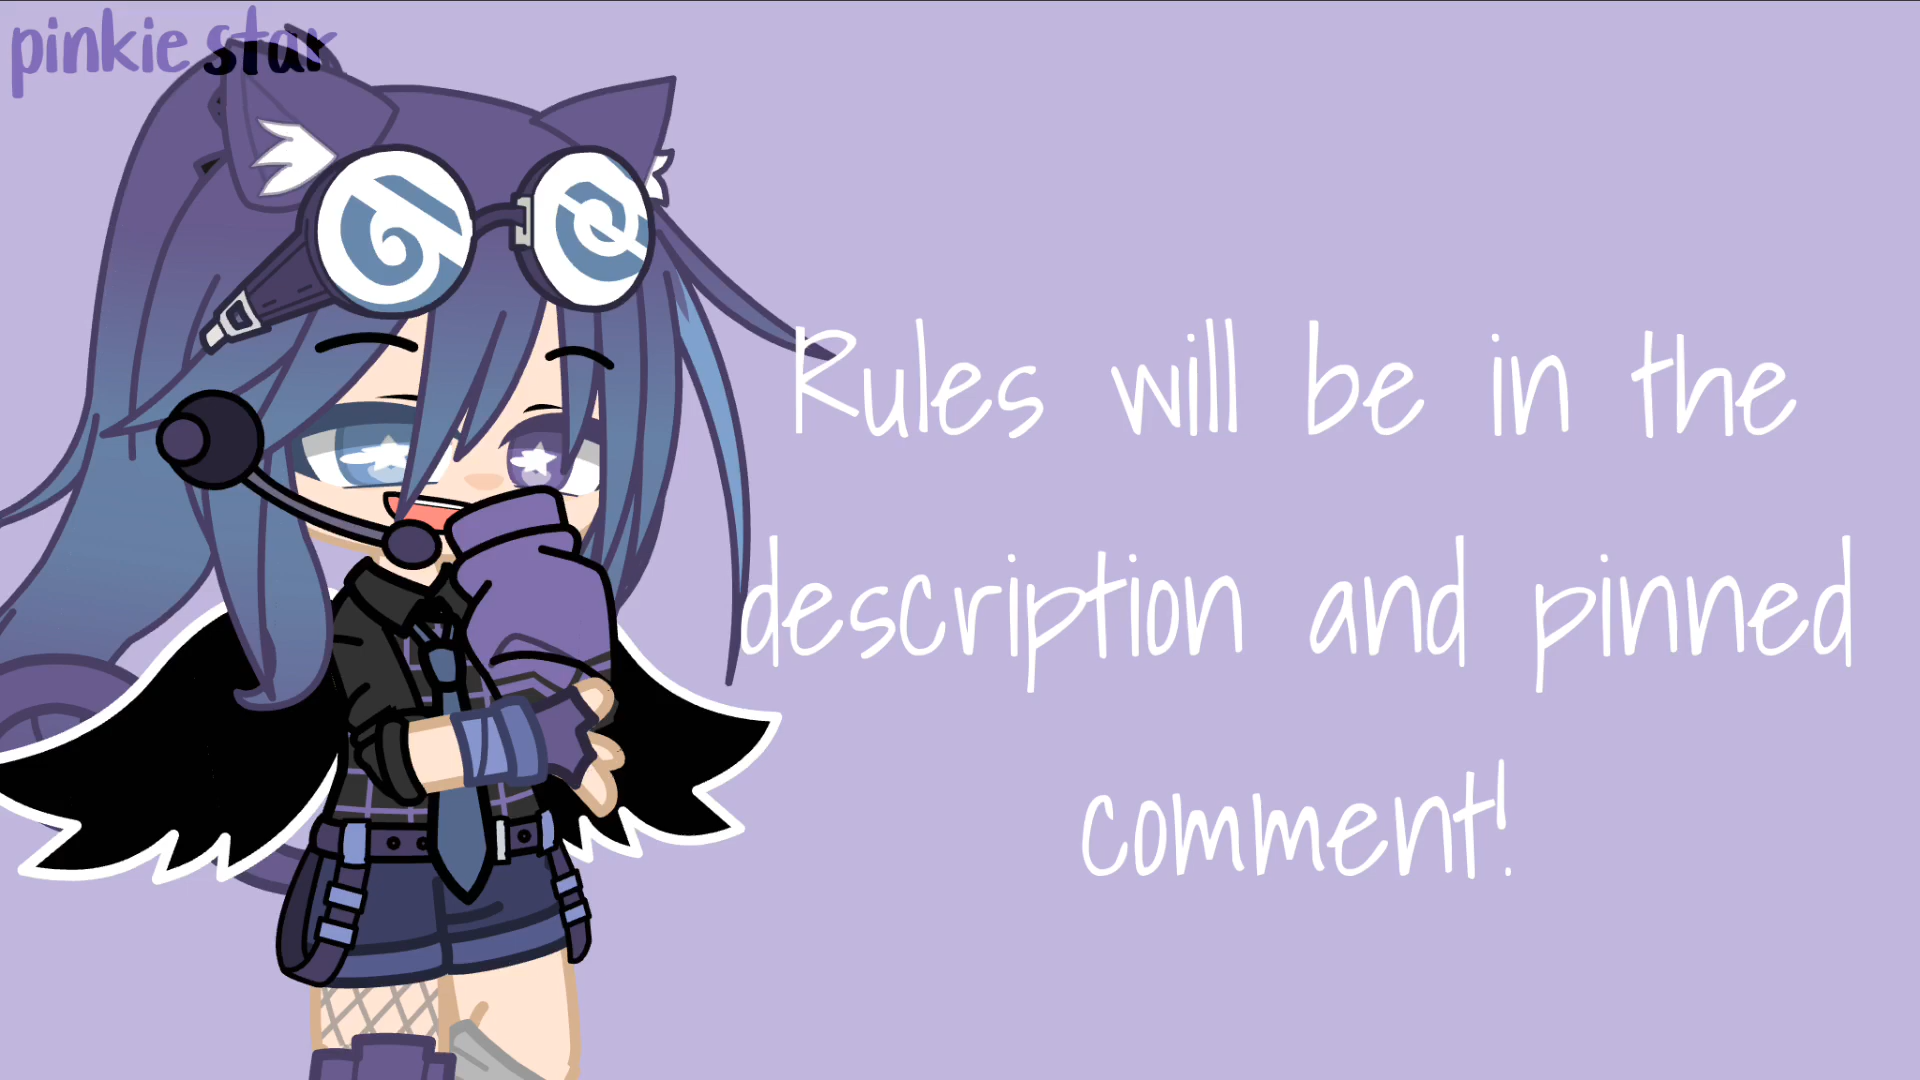 pinkie star
Rules will be in the
description and pinned
comment!